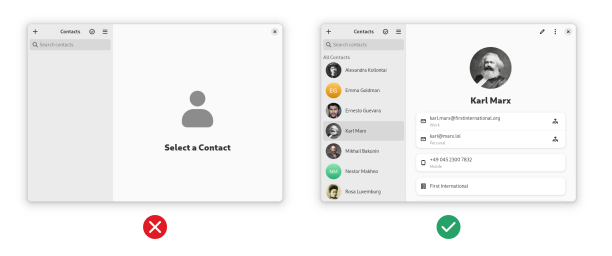 Contacts
Search contacts
Select a Contact
Contacts
Search contacts
All Contacts
Alexandra Kollontai
EG Emma Goldman
Ernesto Guevara
Karl Marx
Mikhail Bakunin
NM Nestor Makhno
Rosa Luxemburg
Karl Marx
karl.marx@firstinternational.org
Work
karl@marx.lol
Personal
+49 045 2300 7832
Mobile
First International